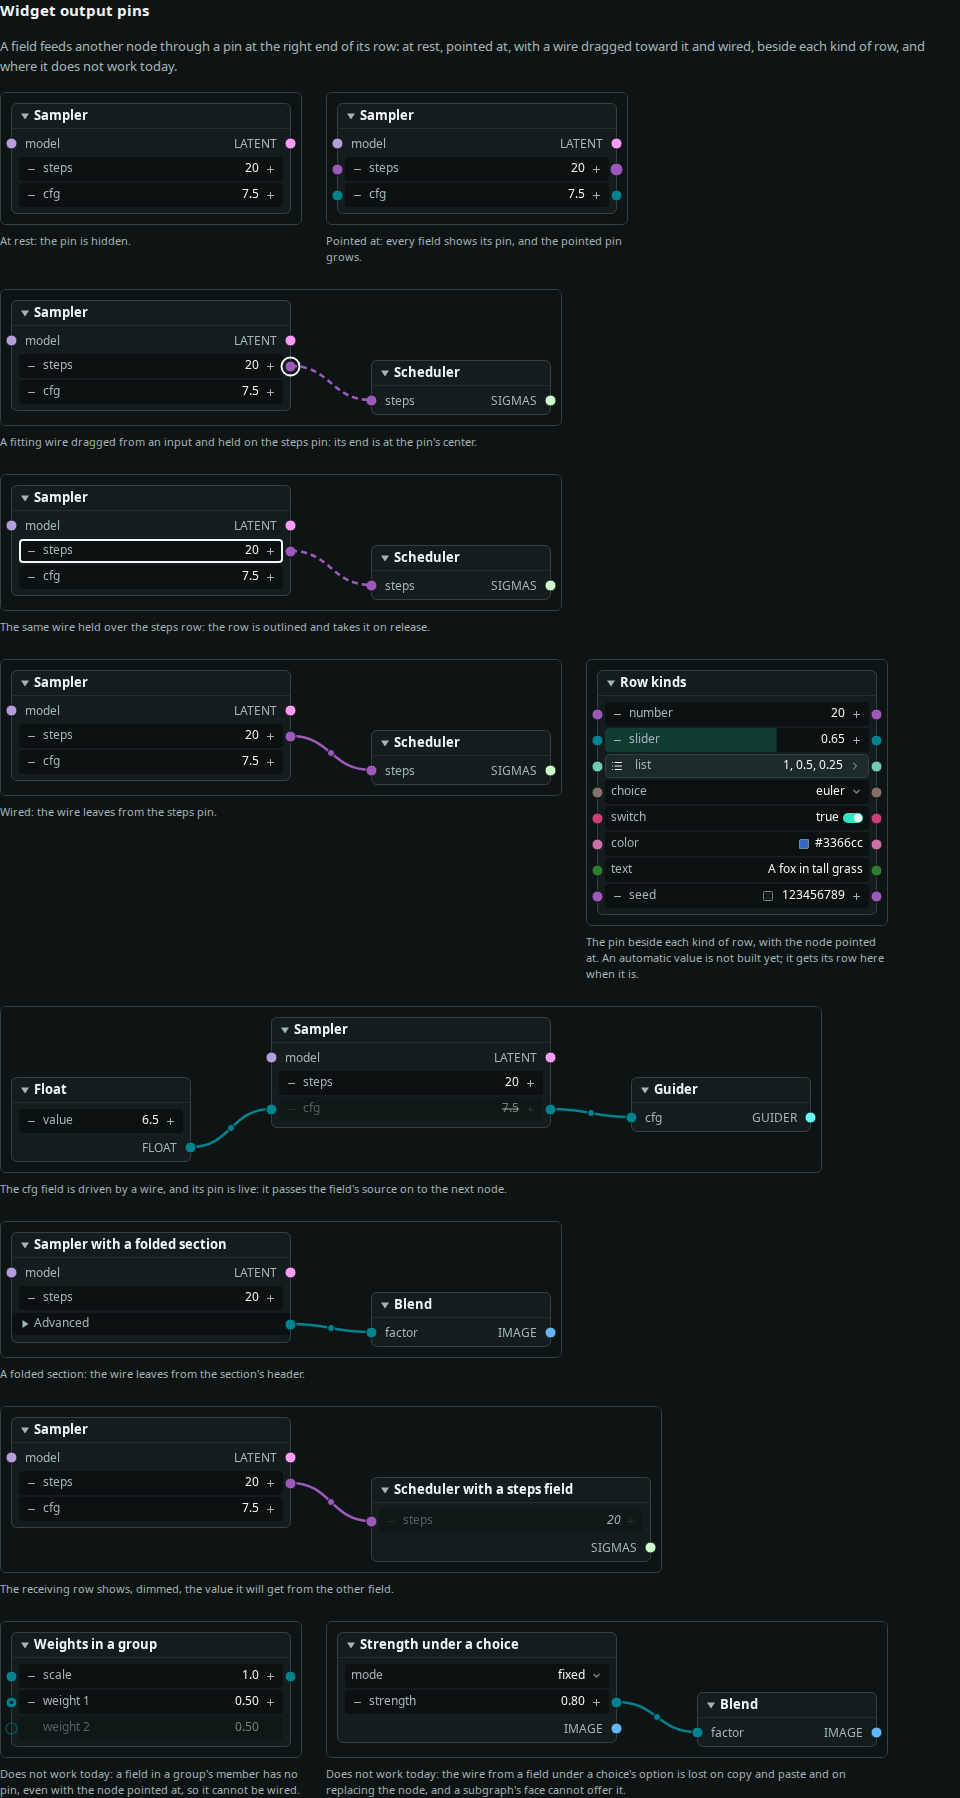 Widget output pins
A field feeds another node through a pin at the right end of its row: at rest, pointed at, with a wire dragged toward it and wired, beside each kind of row, and
where it does not work today.
Sampler
model LATENT
– steps 20 +
– cfg 7.5 +
At rest: the pin is hidden.
Sampler
model LATENT
– steps 20 +
– cfg 7.5 +
Pointed at: every field shows its pin, and the pointed pin
grows.
Sampler
model LATENT
– steps 20 +
– cfg 7.5 +
Scheduler
steps SIGMAS
A fitting wire dragged from an input and held on the steps pin: its end is at the pin's center.
Sampler
model LATENT
– steps 20 +
– cfg 7.5 +
Scheduler
steps SIGMAS
The same wire held over the steps row: the row is outlined and takes it on release.
Sampler
model LATENT
– steps 20 +
– cfg 7.5 +
Scheduler
steps SIGMAS
Wired: the wire leaves from the steps pin.
Row kinds
– number 20 +
– slider 0.65 +
list 1, 0.5, 0.25
choice euler
switch true
color #3366cc
text A fox in tall grass
– seed 123456789 +
The pin beside each kind of row, with the node pointed
at. An automatic value is not built yet; it gets its row here
when it is.
Float
– value 6.5 +
FLOAT
Sampler
model LATENT
– steps 20 +
– cfg 7.5 +
Guider
cfg GUIDER
The cfg field is driven by a wire, and its pin is live: it passes the field's source on to the next node.
Sampler with a folded section
model LATENT
– steps 20 +
Advanced
Blend
factor IMAGE
A folded section: the wire leaves from the section's header.
Sampler
model LATENT
– steps 20 +
– cfg 7.5 +
Scheduler with a steps field
– steps 20 +
SIGMAS
The receiving row shows, dimmed, the value it will get from the other field.
Weights in a group
– scale 1.0 +
– weight 1 0.50 +
weight 2 0.50
Does not work today: a field in a group's member has no
pin, even with the node pointed at, so it cannot be wired.
Strength under a choice
mode fixed
– strength 0.80 +
IMAGE
Blend
factor IMAGE
Does not work today: the wire from a field under a choice's option is lost on copy and paste and on
replacing the node, and a subgraph's face cannot offer it.